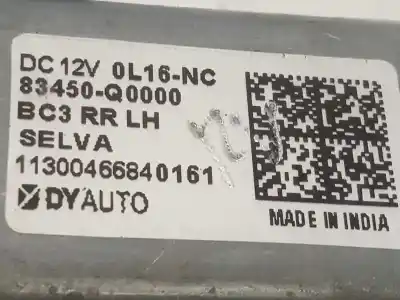 DC 12V 0L16-NC
83450-Q0000
BC3 RR LH
SELVA
11300466840161
DYAUTO
MADE IN INDIA